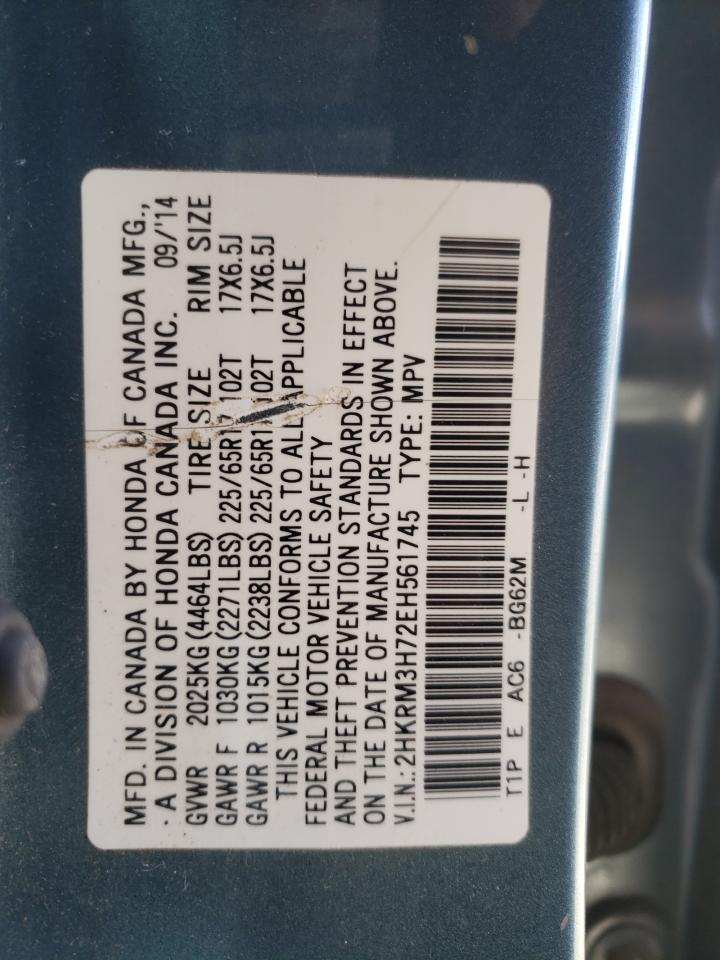 MFD. IN CANADA BY HONDA OF CANADA MFG.,
A DIVISION OF HONDA CANADA INC. 09/'14
GVWR 2025KG(4464LBS) TIRE SIZE RIM SIZE
GAWR F 1030KG(2271LBS) 225/65R17 102T 17X6.5J
GAWR R 1015KG(2238LBS) 225/65R17 102T 17X6.5J
THIS VEHICLE CONFORMS TO ALL APPLICABLE
FEDERAL MOTOR VEHICLE SAFETY
AND THEFT PREVENTION STANDARDS IN EFFECT
ON THE DATE OF MANUFACTURE SHOWN ABOVE.
V.I.N.: 2HKRM3H72EH561745 TYPE: MPV
T1P E AC6 -BG62M -L -H